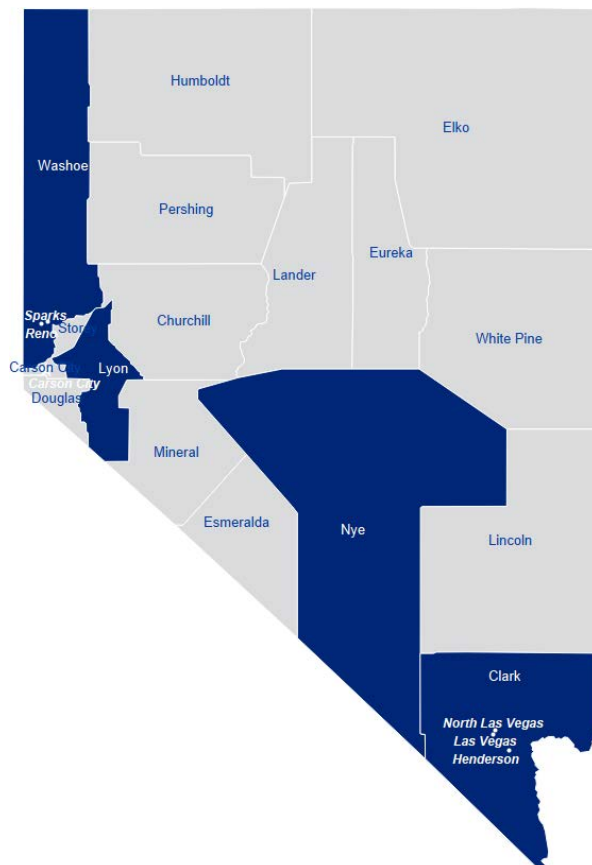 Humboldt
Elko
Washoe
Pershing
Eureka
Lander
Sparks
Churchill
Storey
Reno
White Pine
Carson City
Lyon
Carson City
Douglas
Mineral
Esmeralda
Nye
Lincoln
Clark
North Las Vegas
Las Vegas
Henderson